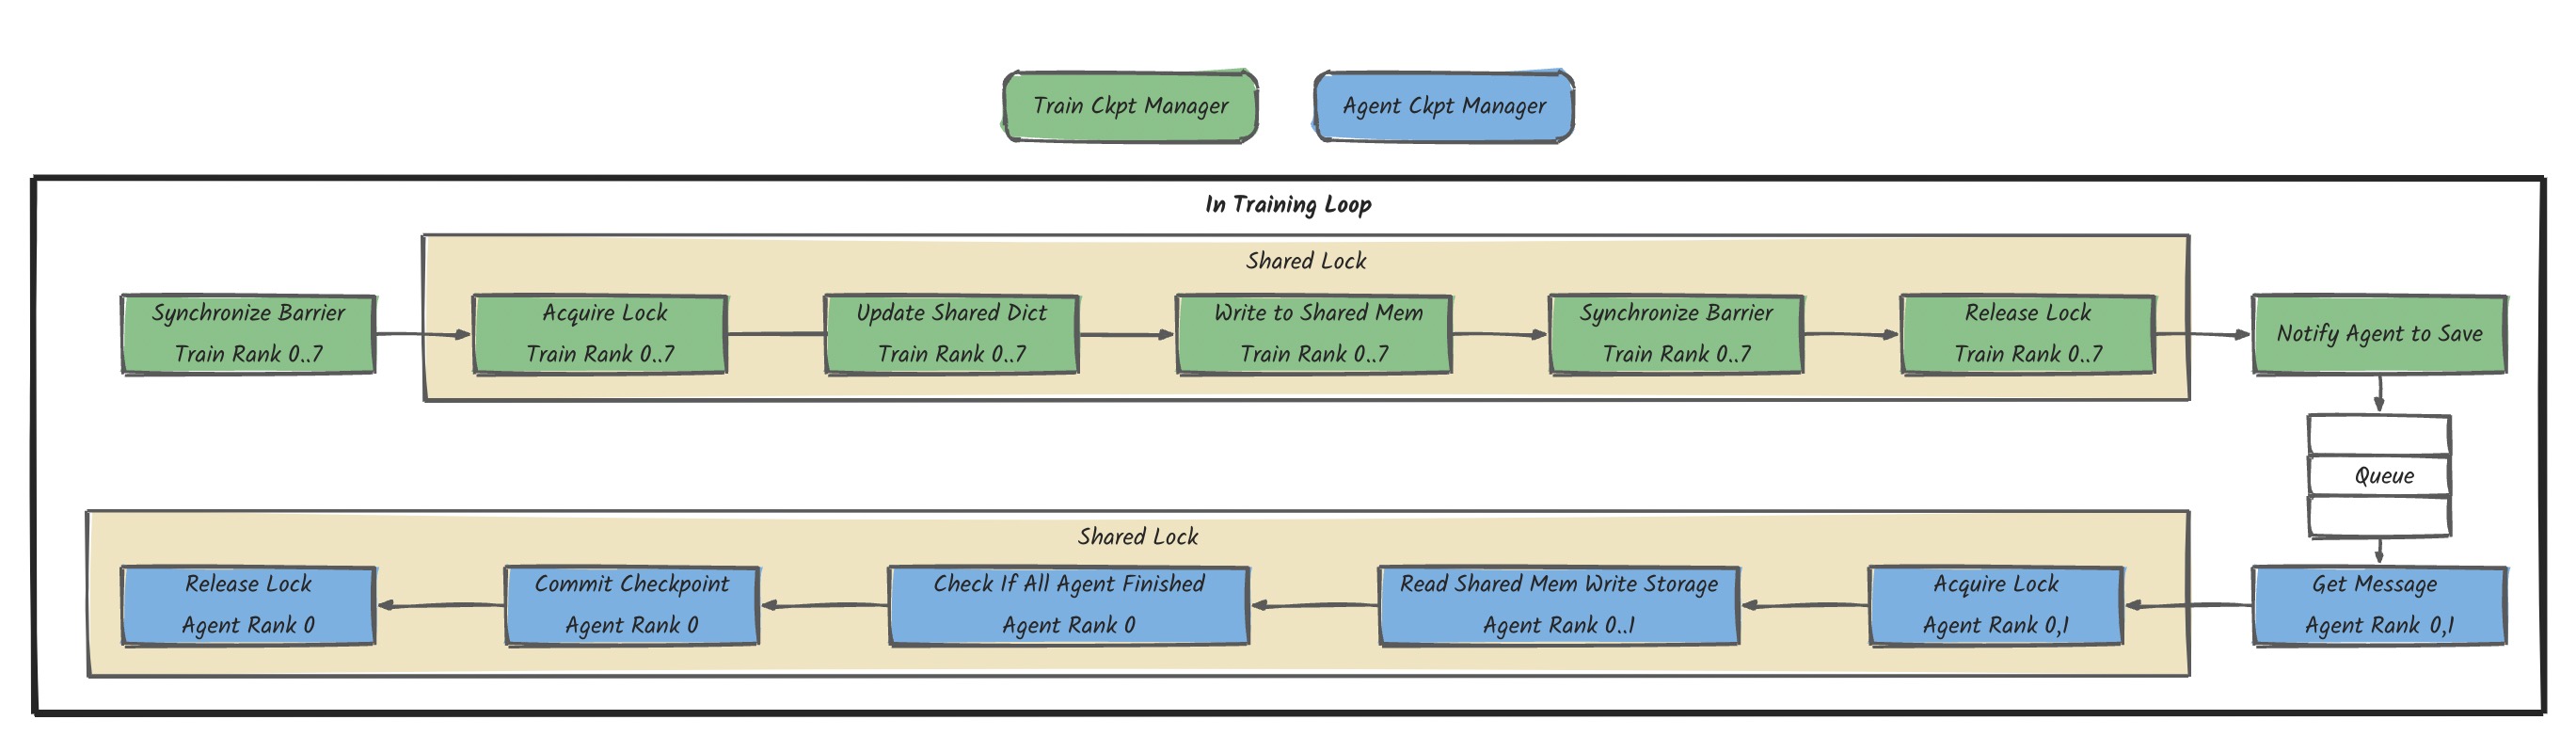 Train Ckpt Manager
Agent Ckpt Manager
In Training Loop
Shared Lock
Synchronize Barrier
Train Rank 0..7
Acquire Lock
Train Rank 0..7
Update Shared Dict
Train Rank 0..7
Write to Shared Mem
Train Rank 0..7
Synchronize Barrier
Train Rank 0..7
Release Lock
Train Rank 0..7
Notify Agent to Save
Queue
Shared Lock
Release Lock
Agent Rank 0
Commit Checkpoint
Agent Rank 0
Check If All Agent Finished
Agent Rank 0
Read Shared Mem Write Storage
Agent Rank 0..1
Acquire Lock
Agent Rank 0,1
Get Message
Agent Rank 0,1